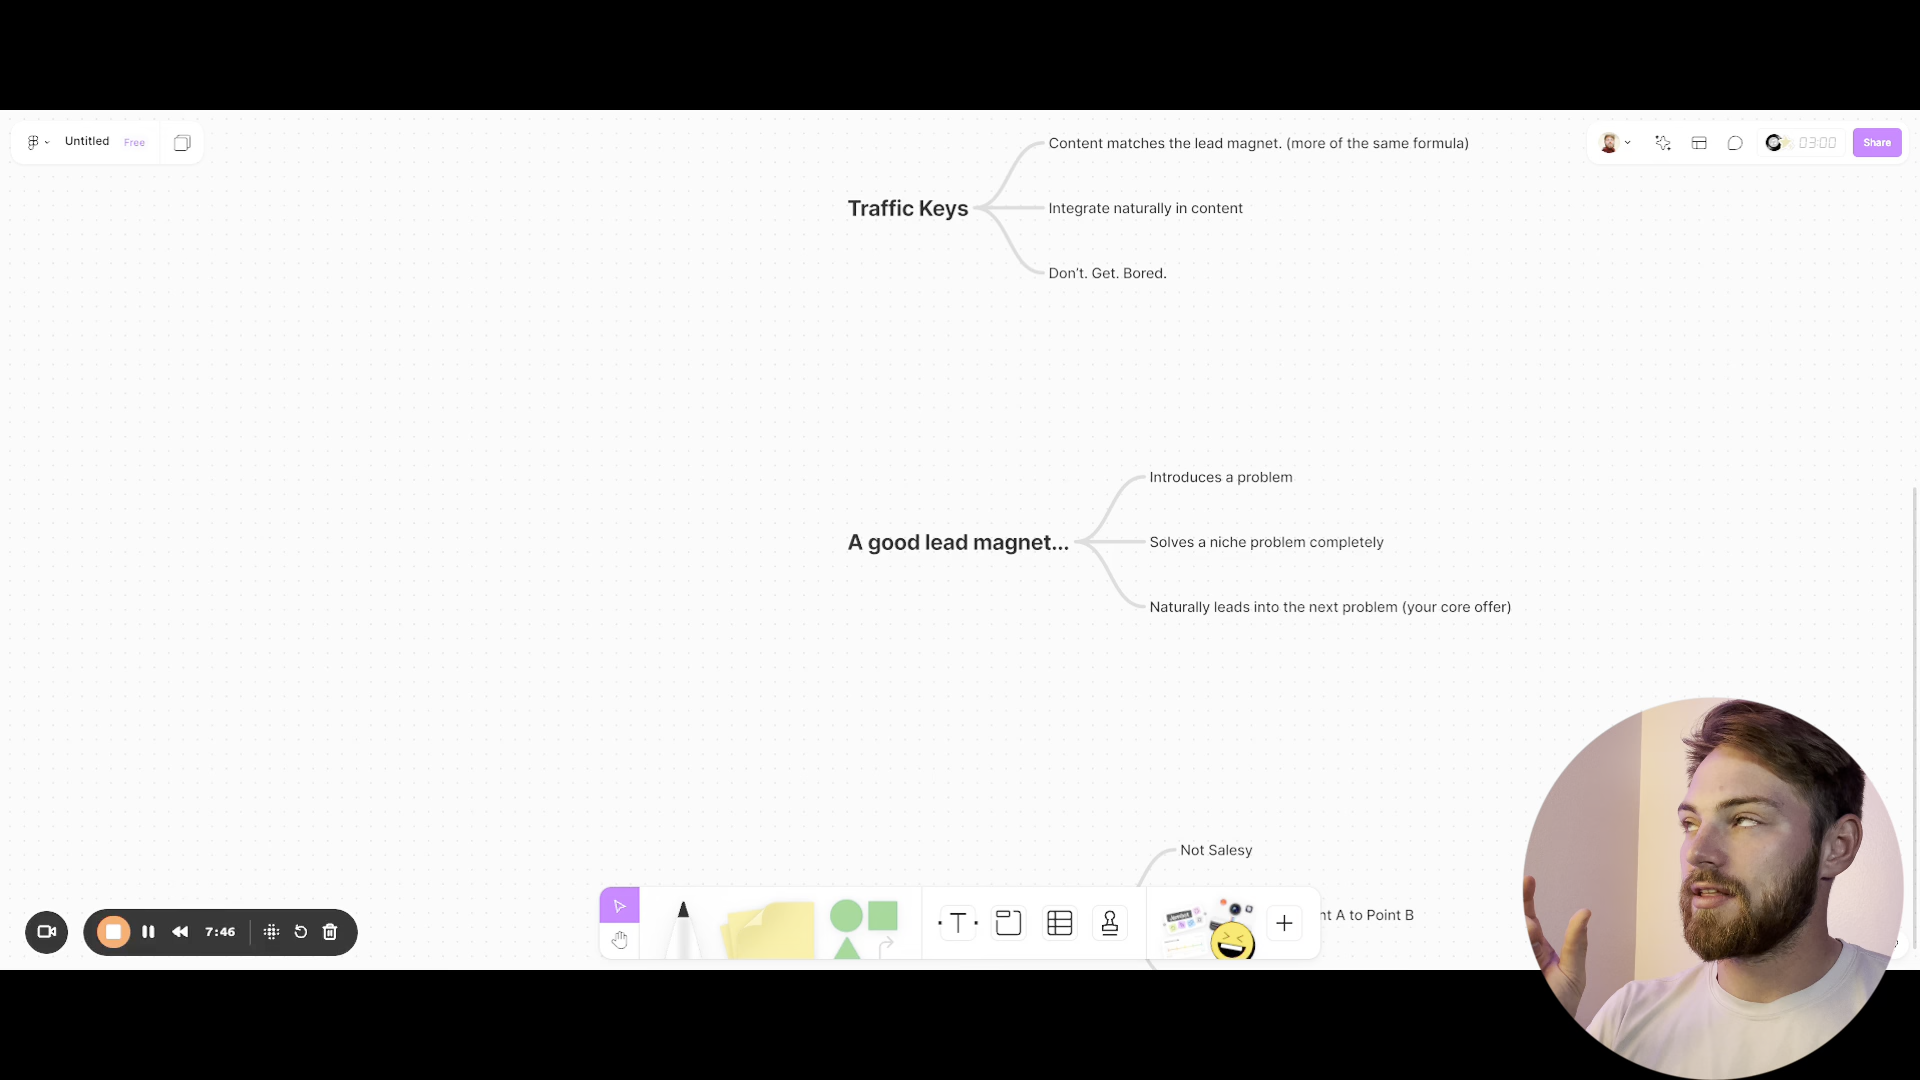 Untitled Free
03:00 Share
Content matches the lead magnet. (more of the same formula)
Traffic Keys
Integrate naturally in content
Don't. Get. Bored.
Introduces a problem
A good lead magnet...
Solves a niche problem completely
Naturally leads into the next problem (your core offer)
Not Salesy
nt A to Point B
7:46
T